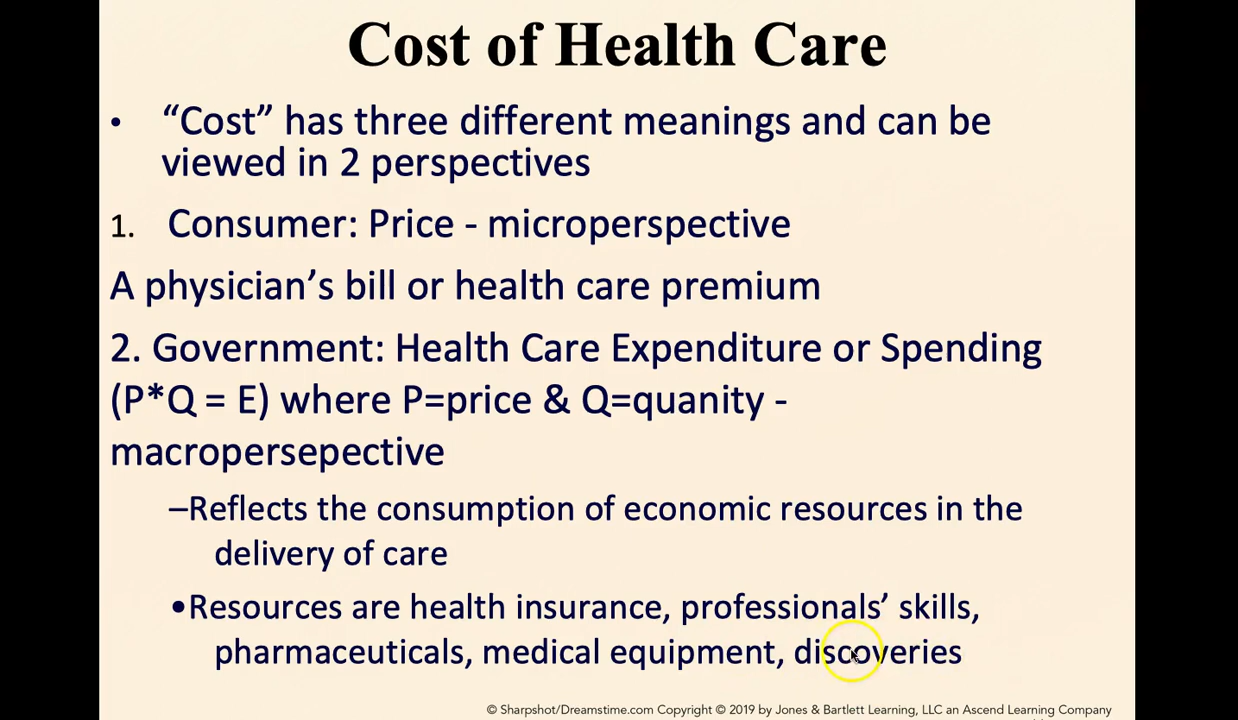 Cost of Health Care
• “Cost” has three different meanings and can be
viewed in 2 perspectives
1. Consumer: Price - microperspective
A physician’s bill or health care premium
2. Government: Health Care Expenditure or Spending
(P*Q = E) where P=price & Q=quanity -
macropersepective
–Reflects the consumption of economic resources in the
delivery of care
•Resources are health insurance, professionals’ skills,
pharmaceuticals, medical equipment, discoveries
© Sharpshot/Dreamstime.com Copyright © 2019 by Jones & Bartlett Learning, LLC an Ascend Learning Company